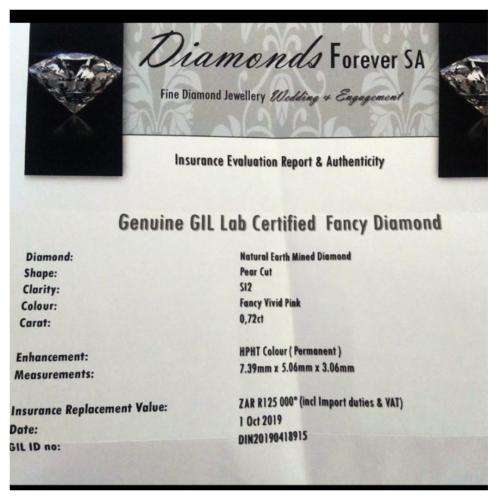 Diamonds Forever SA
Fine Diamond Jewellery Wedding & Engagement
Insurance Evaluation Report & Authenticity
Genuine GIL Lab Certified Fancy Diamond
Diamond: Natural Earth Mined Diamond
Shape: Pear Cut
Clarity: SI2
Colour: Fancy Vivid Pink
Carat: 0,72ct
Enhancement: HPHT Colour ( Permanent )
Measurements: 7.39mm x 5.06mm x 3.06mm
Insurance Replacement Value: ZAR R125 000* (incl Import duties & VAT)
Date: 1 Oct 2019
GIL ID no: DIN20190418915